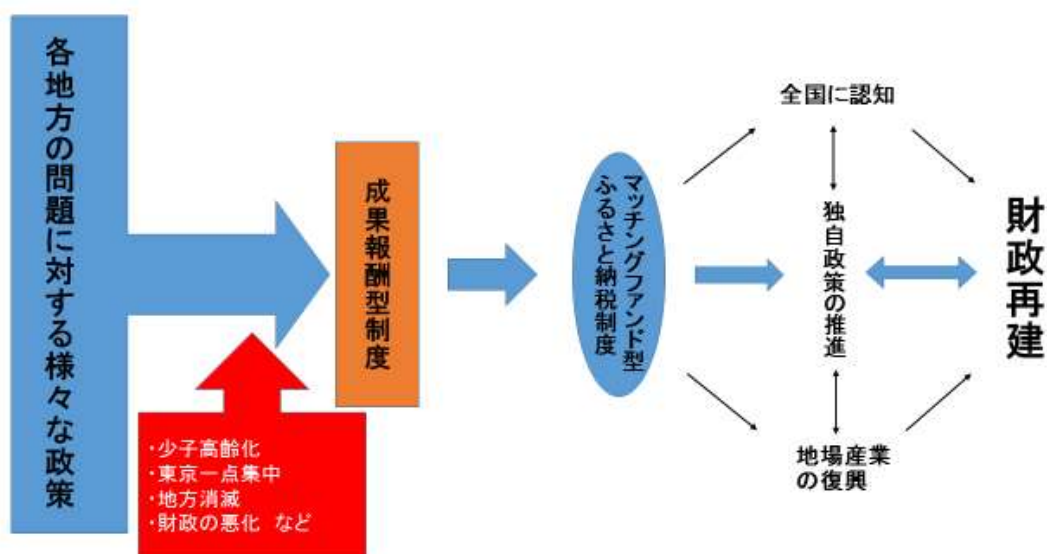 各地方の問題に対する様々な政策
・少子高齢化
・東京一点集中
・地方消滅
・財政の悪化　など
成果報酬型制度
マッチングファンド型
ふるさと納税制度
全国に認知
独自政策の推進
地場産業
の復興
財政再建